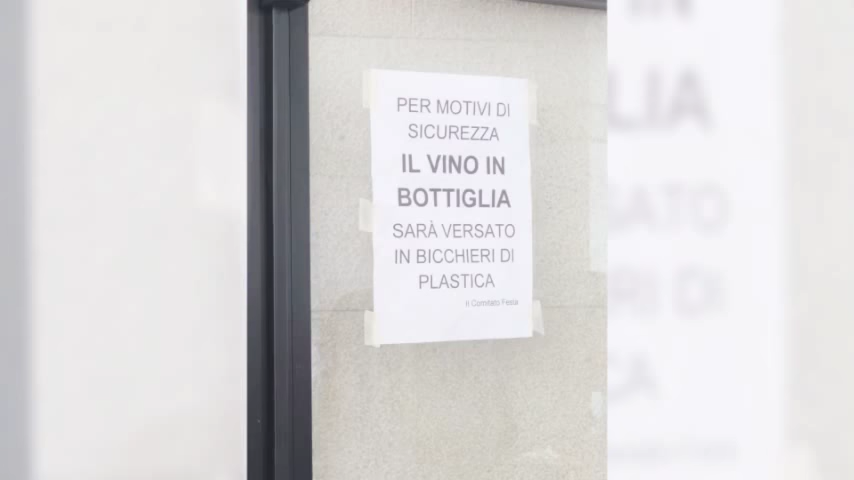 PER MOTIVI DI
SICUREZZA
IL VINO IN
BOTTIGLIA
SARÀ VERSATO
IN BICCHIERI DI
PLASTICA
Il Comitato Festa